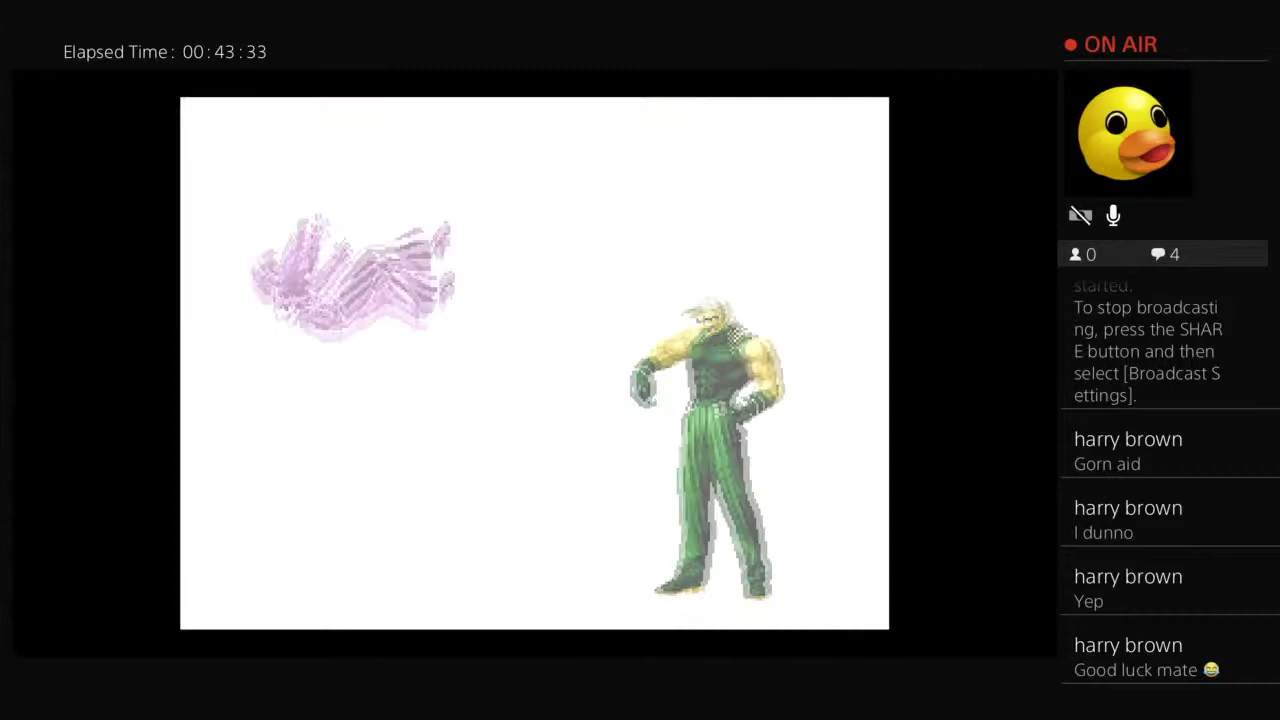 Elapsed Time: 00:43:33
ON AIR
0
4
started.
To stop broadcasti
ng, press the SHAR
E button and then
select [Broadcast S
ettings].
harry brown
Gorn aid
harry brown
I dunno
harry brown
Yep
harry brown
Good luck mate 😂